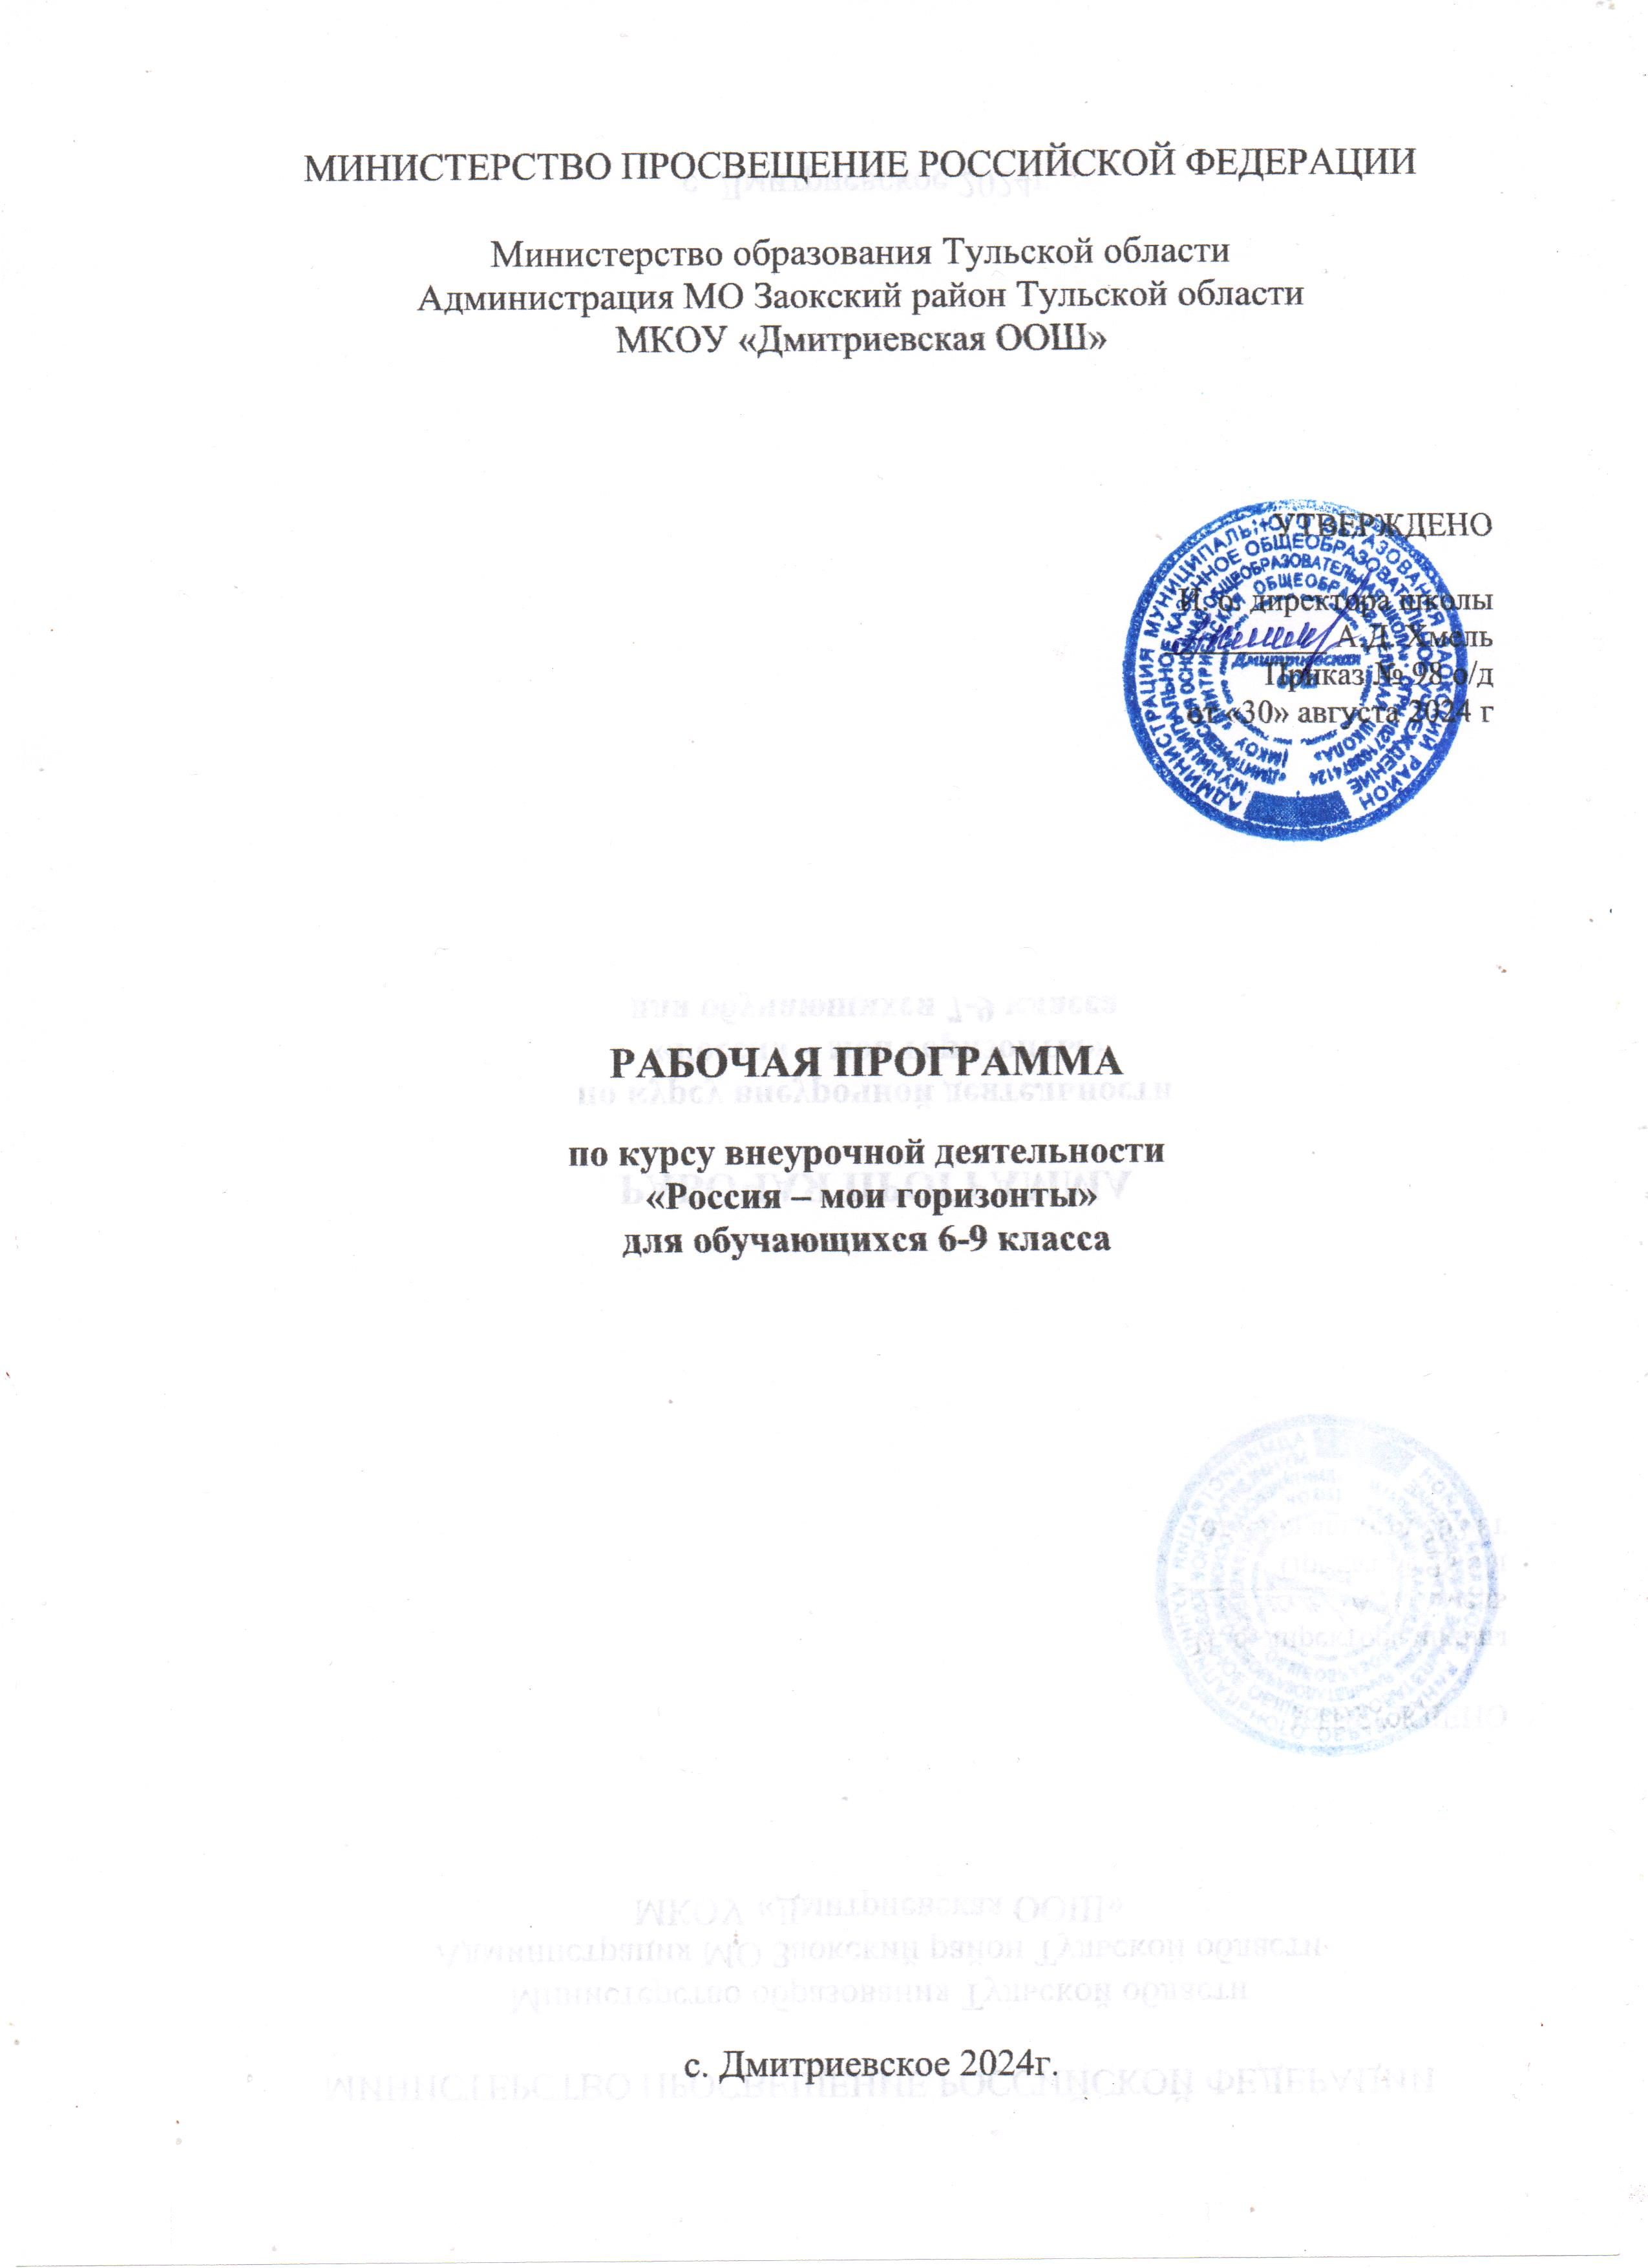 МИНИСТЕРСТВО ПРОСВЕЩЕНИЕ РОССИЙСКОЙ ФЕДЕРАЦИИ
Министерство образования Тульской области
Администрация МО Заокский район Тульской области
МКОУ «Дмитриевская ООШ»
УТВЕРЖДЕНО
И. о. директора школы
А.Д. Хмель
Приказ № 98 о/д
от «30» августа 2024 г
Дмитриевская
РАБОЧАЯ ПРОГРАММА
по курсу внеурочной деятельности
«Россия – мои горизонты»
для обучающихся 6-9 класса
с. Дмитриевское 2024г.